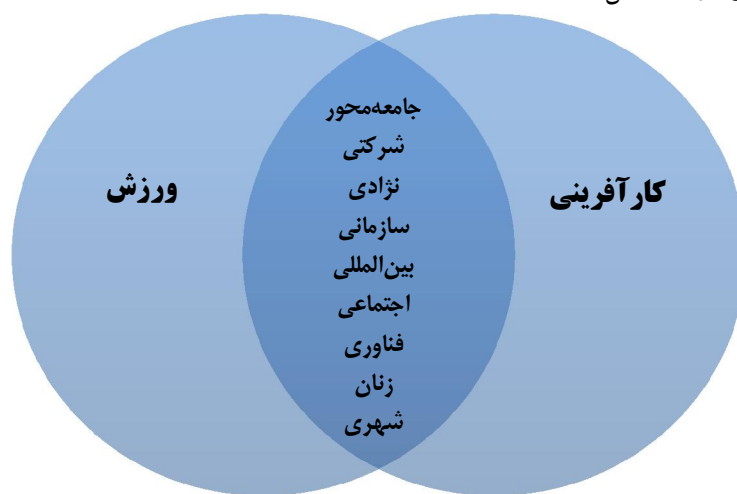 کارآفرینی
جامعه‌محور
شرکتی
نژادی
سازمانی
بین‌المللی
اجتماعی
فناوری
زنان
شهری
ورزش